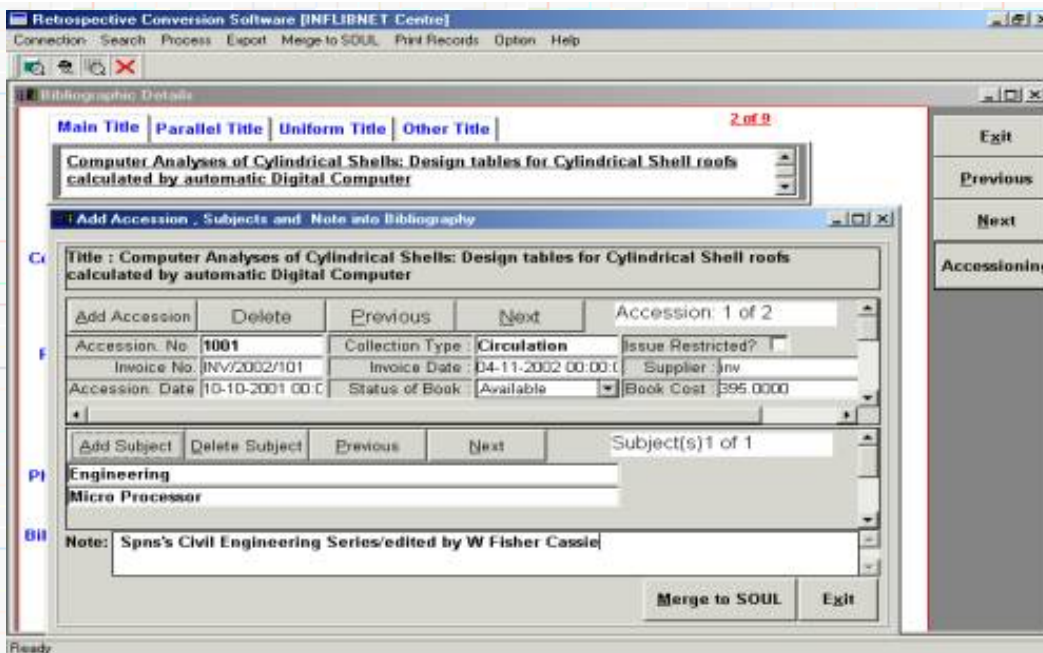 Retrospective Conversion Software [INFLIBNET Centre]
Connection Search Process Export Merge to SOUL Print Records Option Help
Bibliographic Details
Main Title Parallel Title Uniform Title Other Title 2 of 9
Exit
Computer Analyses of Cylindrical Shells: Design tables for Cylindrical Shell roofs
calculated by automatic Digital Computer
Previous
Next
Accessioning
Add Accession , Subjects and Note into Bibliography
Title : Computer Analyses of Cylindrical Shells: Design tables for Cylindrical Shell roofs
calculated by automatic Digital Computer
Add Accession Delete Previous Next Accession: 1 of 2
Accession. No 1001 Collection Type : Circulation Issue Restricted?
Invoice No. INV/2002/101 Invoice Date : 04-11-2002 00:00:0 Supplier : inv
Accession. Date 10-10-2001 00:0 Status of Book : Available Book Cost : 395.0000
Add Subject Delete Subject Previous Next Subject(s)1 of 1
Engineering
Micro Processor
Note: Spns's Civil Engineering Series/edited by W Fisher Cassie
Merge to SOUL Exit
Ready